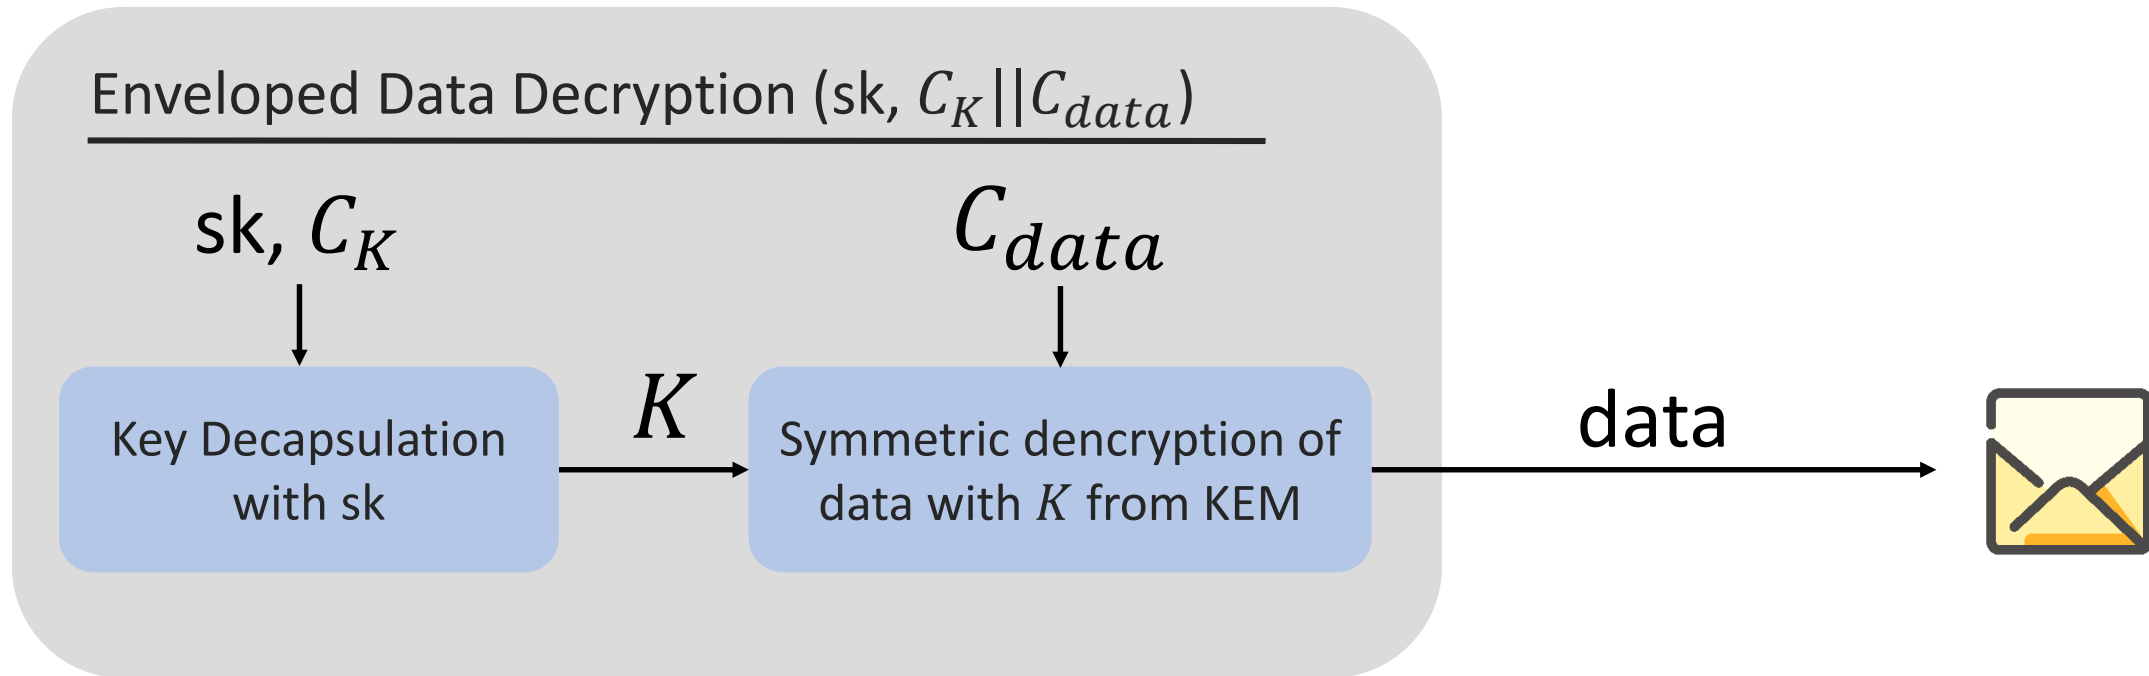 Enveloped Data Decryption (sk, C_K||C_data)
sk, C_K
C_data
Key Decapsulation
with sk
K
Symmetric dencryption of
data with K from KEM
data